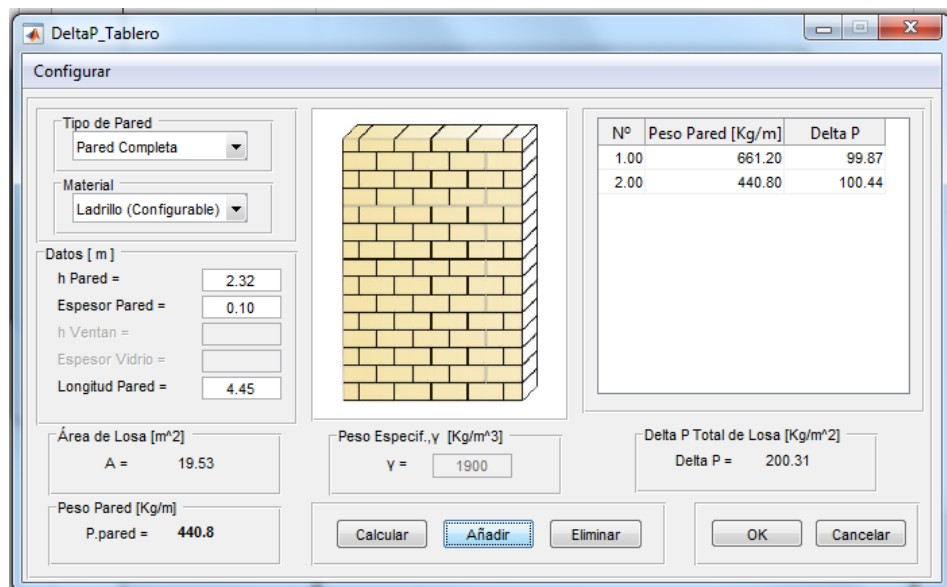 DeltaP_Tablero
Configurar
Tipo de Pared
Pared Completa
Material
Ladrillo (Configurable)
Datos [ m ]
h Pared = 2.32
Espesor Pared = 0.10
h Ventan =
Espesor Vidrio =
Longitud Pared = 4.45
Área de Losa [m^2]
A = 19.53
Peso Pared [Kg/m]
P.pared = 440.8
Peso Especif.,γ [Kg/m^3]
γ = 1900
Calcular Añadir Eliminar
Nº Peso Pared [Kg/m] Delta P
1.00 661.20 99.87
2.00 440.80 100.44
Delta P Total de Losa [Kg/m^2]
Delta P = 200.31
OK Cancelar